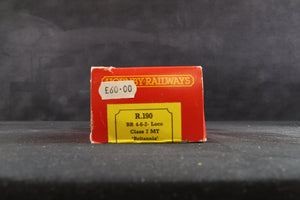 HORNBY RAILWAYS
£60-00
R.190
BR 4-6-2- Loco
Class 7 MT
'Britannia'